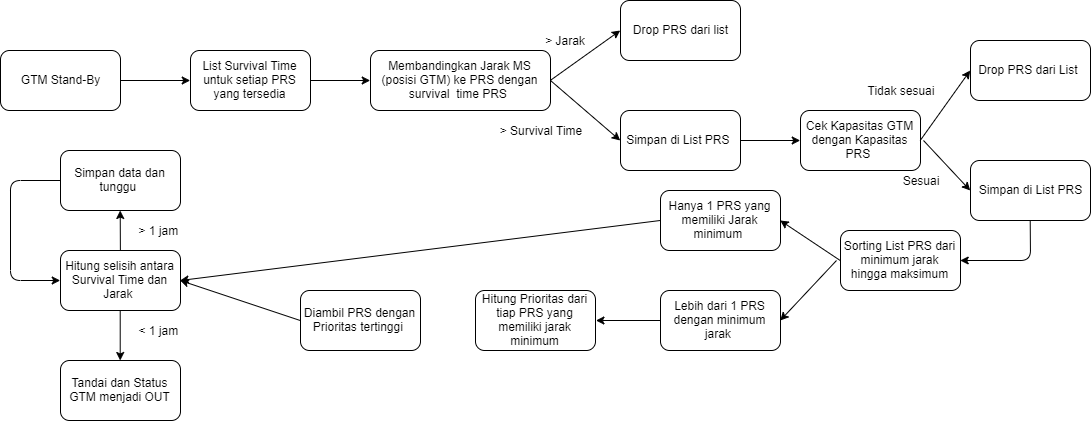 GTM Stand-By
List Survival Time
untuk setiap PRS
yang tersedia
Membandingkan Jarak MS
(posisi GTM) ke PRS dengan
survival time PRS
> Jarak
Drop PRS dari list
> Survival Time
Simpan di List PRS
Cek Kapasitas GTM
dengan Kapasitas
PRS
Tidak sesuai
Drop PRS dari List
Sesuai
Simpan di List PRS
Sorting List PRS dari
minimum jarak
hingga maksimum
Hanya 1 PRS yang
memiliki Jarak
minimum
Lebih dari 1 PRS
dengan minimum
jarak
Hitung Prioritas dari
tiap PRS yang
memiliki jarak
minimum
Diambil PRS dengan
Prioritas tertinggi
Simpan data dan
tunggu
> 1 jam
Hitung selisih antara
Survival Time dan
Jarak
< 1 jam
Tandai dan Status
GTM menjadi OUT